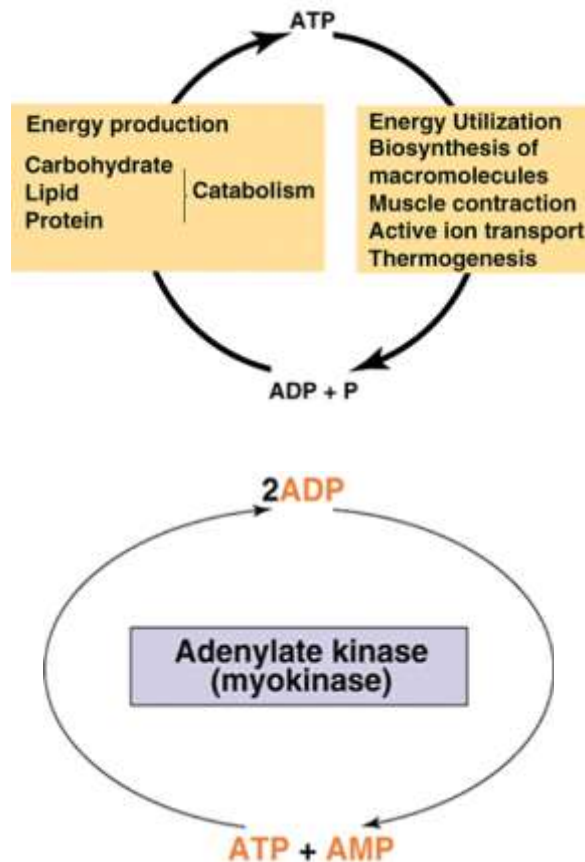 ATP
Energy production
Carbohydrate
Lipid
Protein
Catabolism
Energy Utilization
Biosynthesis of
macromolecules
Muscle contraction
Active ion transport
Thermogenesis
ADP + P
2ADP
Adenylate kinase
(myokinase)
ATP + AMP